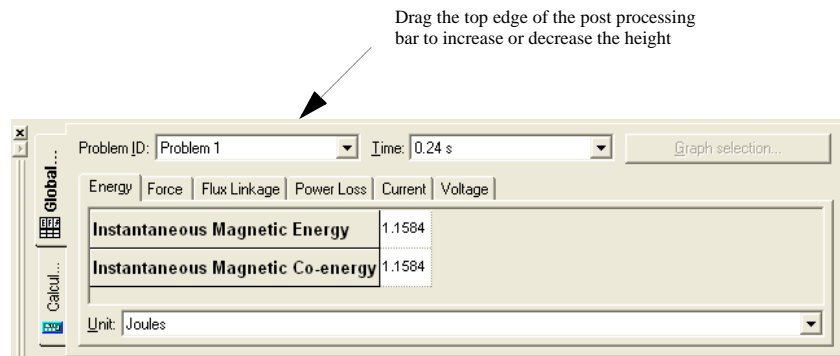 Drag the top edge of the post processing
bar to increase or decrease the height
Problem ID: Problem 1 Time: 0.24 s Graph selection...
Global...
Energy Force Flux Linkage Power Loss Current Voltage
Instantaneous Magnetic Energy 1.1584
Instantaneous Magnetic Co-energy 1.1584
Calcul...
Unit: Joules